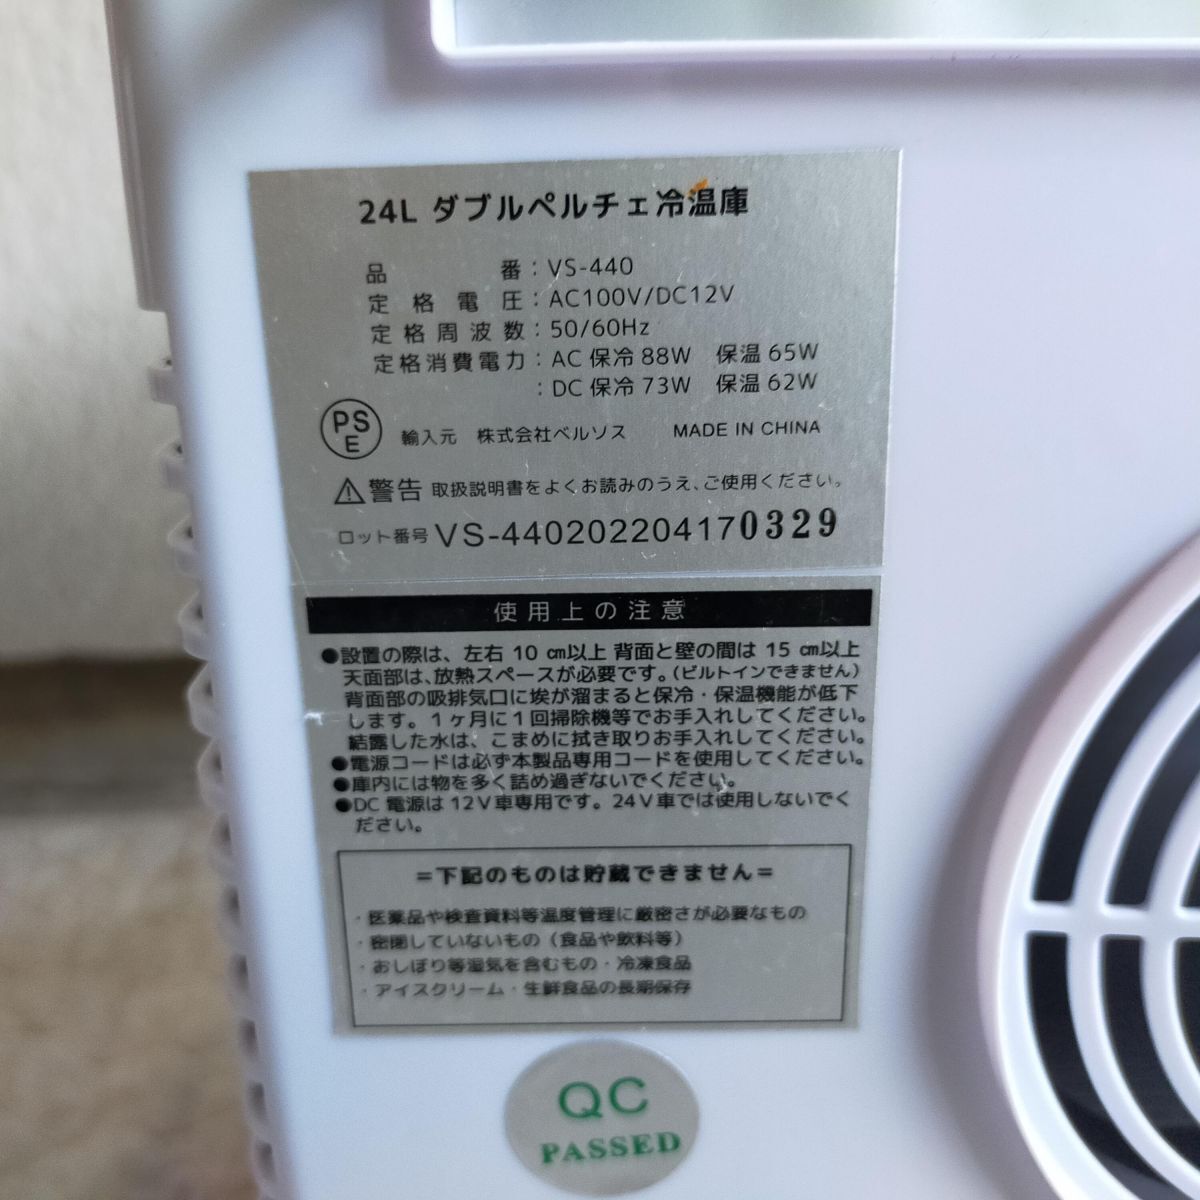 24L ダブルペルチェ冷温庫
品番：VS-440
定格電圧：AC100V/DC12V
定格周波数：50/60Hz
定格消費電力：AC 保冷 88W 保温 65W
：DC 保冷 73W 保温 62W
PS
E
輸入元 株式会社ベルソス MADE IN CHINA
警告 取扱説明書をよくお読みのうえ、ご使用ください。
ロット番号 VS-440202204170329
使用上の注意
●設置の際は、左右 10 ㎝以上 背面と壁の間は 15 ㎝以上
天面部は、放熱スペースが必要です。（ビルトインできません）
背面部の吸排気口に埃が溜まると保冷・保温機能が低下
します。１ヶ月に１回掃除機等でお手入れしてください。
結露した水は、こまめに拭き取りお手入れしてください。
●電源コードは必ず本製品専用コードを使用してください。
●庫内には物を多く詰め過ぎないでください。
●DC 電源は 12V車専用です。24V車では使用しないでく
ださい。
＝下記のものは貯蔵できません＝
・医薬品や検査資料等温度管理に厳密さが必要なもの
・密閉していないもの（食品や飲料等）
・おしぼり等湿気を含むもの・冷凍食品
・アイスクリーム・生鮮食品の長期保存
QC
PASSED